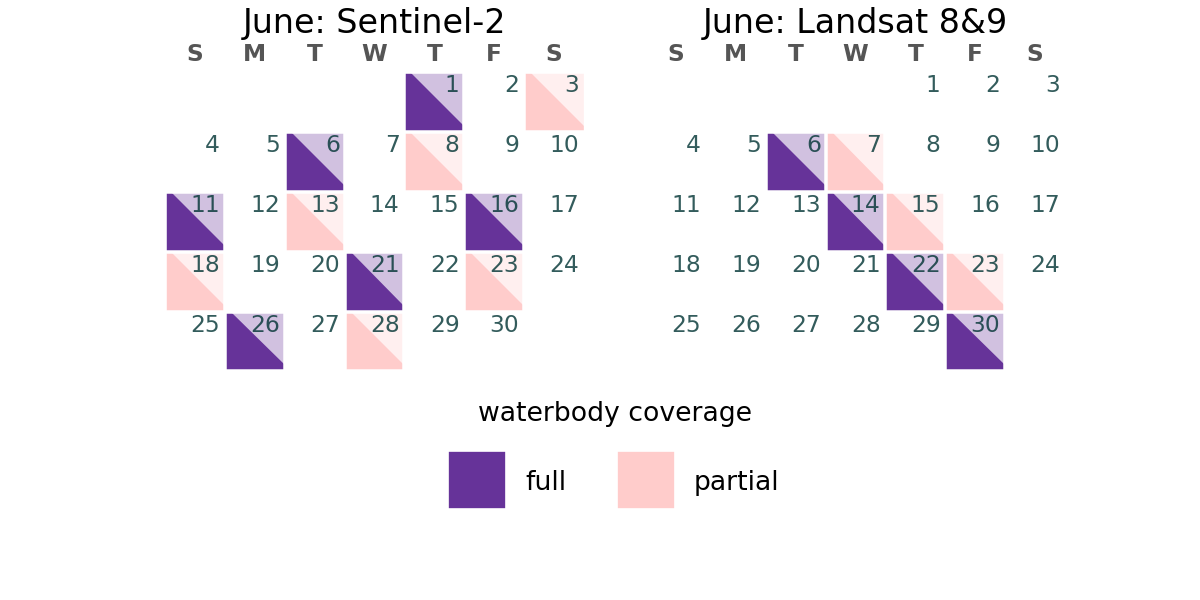 June: Sentinel-2
S M T W T F S
1 2 3
4 5 6 7 8 9 10
11 12 13 14 15 16 17
18 19 20 21 22 23 24
25 26 27 28 29 30
June: Landsat 8&9
S M T W T F S
1 2 3
4 5 6 7 8 9 10
11 12 13 14 15 16 17
18 19 20 21 22 23 24
25 26 27 28 29 30
waterbody coverage
full
partial